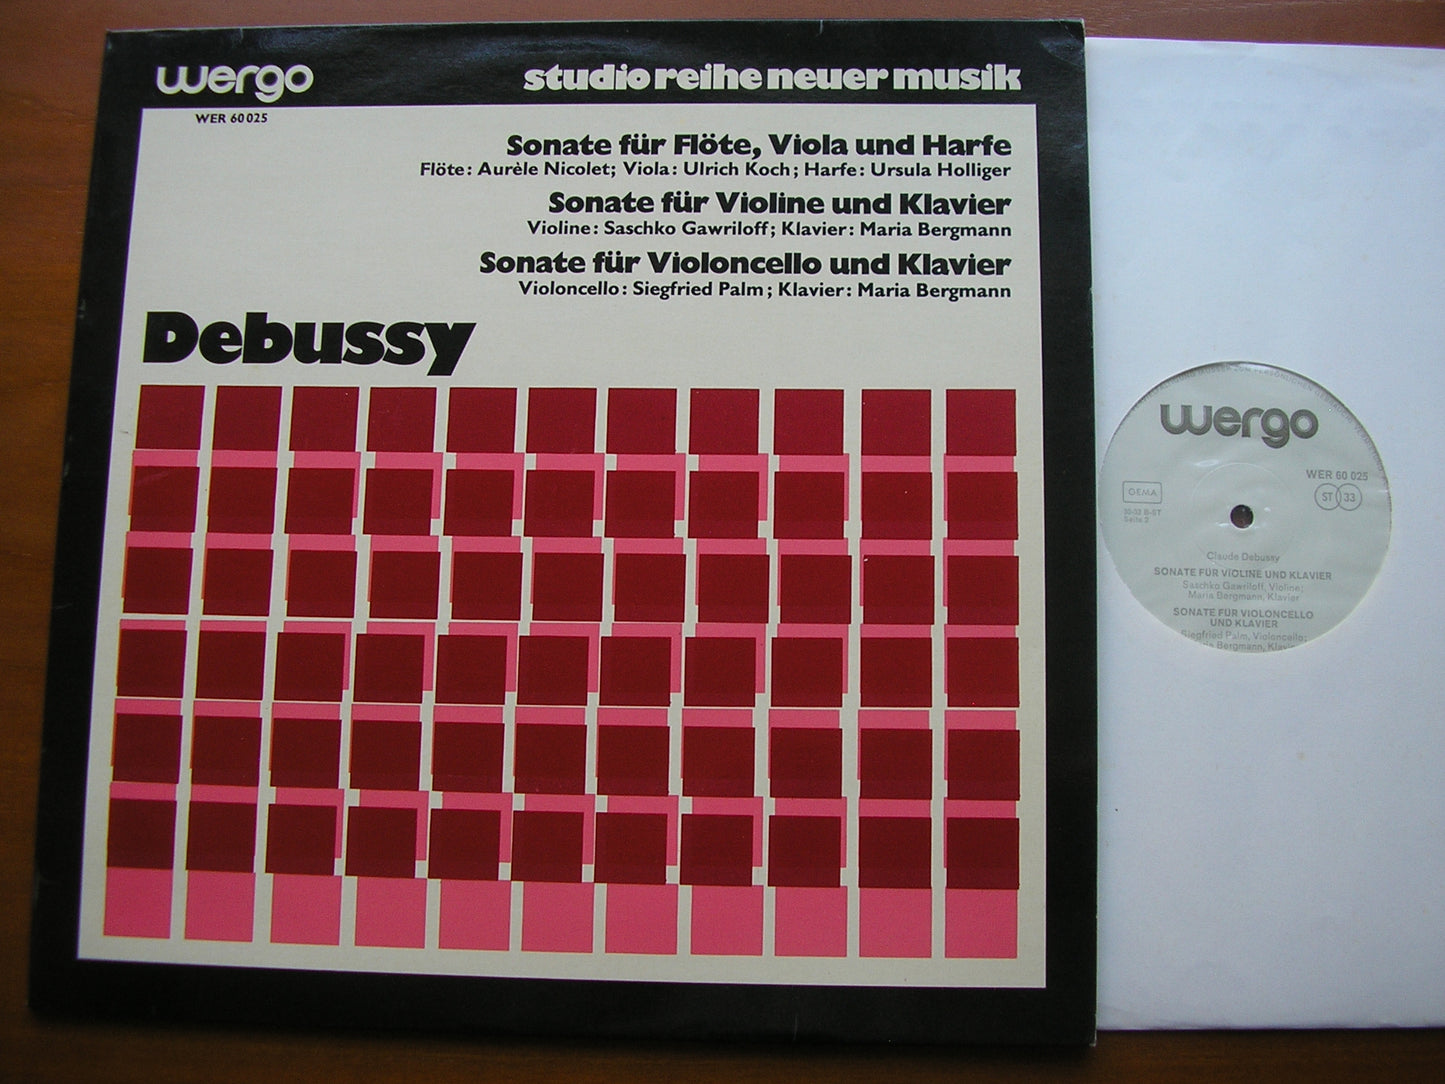 wergo
studio reihe neuer musik
WER 60025
Sonate für Flöte, Viola und Harfe
Flöte: Aurèle Nicolet; Viola: Ulrich Koch; Harfe: Ursula Holliger
Sonate für Violine und Klavier
Violine: Saschko Gawriloff; Klavier: Maria Bergmann
Sonate für Violoncello und Klavier
Violoncello: Siegfried Palm; Klavier: Maria Bergmann
Debussy
wergo
WER 60 025
GEMA
ST 33
Seite 2
Claude Debussy
SONATE FÜR VIOLINE UND KLAVIER
Saschko Gawriloff, Violine;
Maria Bergmann, Klavier
SONATE FÜR VIOLONCELLO
UND KLAVIER
Siegfried Palm, Violoncello;
Bergmann,